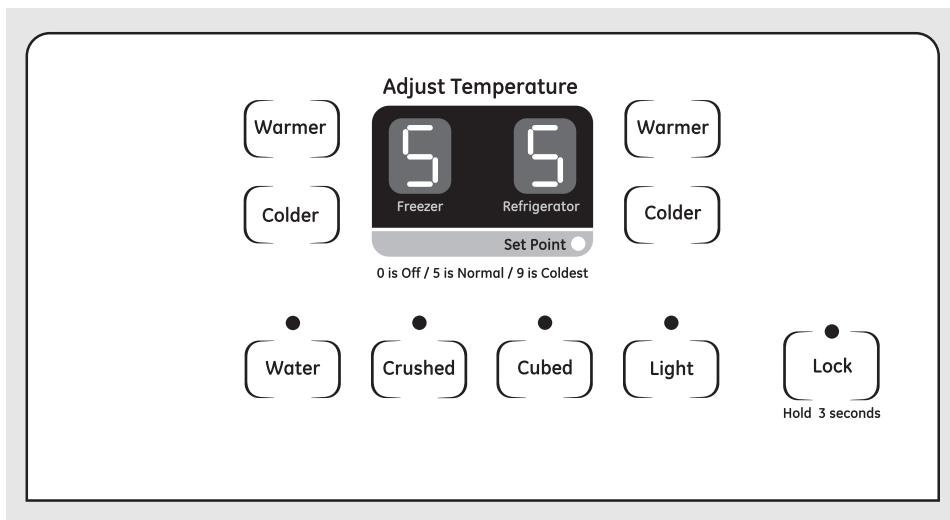 Adjust Temperature
Warmer
5 5
Warmer
Freezer Refrigerator
Colder
Colder
Set Point
0 is Off / 5 is Normal / 9 is Coldest
Water Crushed Cubed Light Lock
Hold 3 seconds